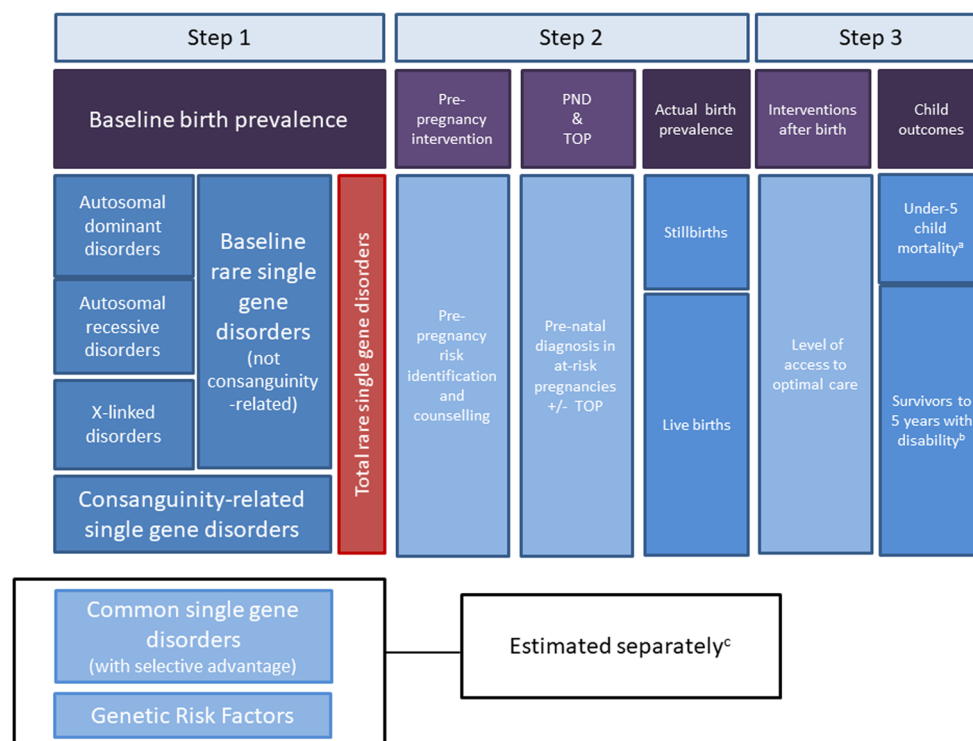 Step 1
Step 2
Step 3
Baseline birth prevalence
Pre-
pregnancy
intervention
PND
&
TOP
Actual birth
prevalence
Interventions
after birth
Child
outcomes
Autosomal
dominant
disorders
Autosomal
recessive
disorders
X-linked
disorders
Baseline
rare single
gene
disorders
(not
consanguinity
-related)
Consanguinity-related
single gene disorders
Total rare single gene disorders
Pre-
pregnancy
risk
identification
and
counselling
Pre-natal
diagnosis in
at-risk
pregnancies
+/- TOP
Stillbirths
Live births
Level of
access to
optimal care
Under-5
child
mortalityᵃ
Survivors to
5 years with
disabilityᵇ
Common single gene
disorders
(with selective advantage)
Genetic Risk Factors
Estimated separatelyᶜ